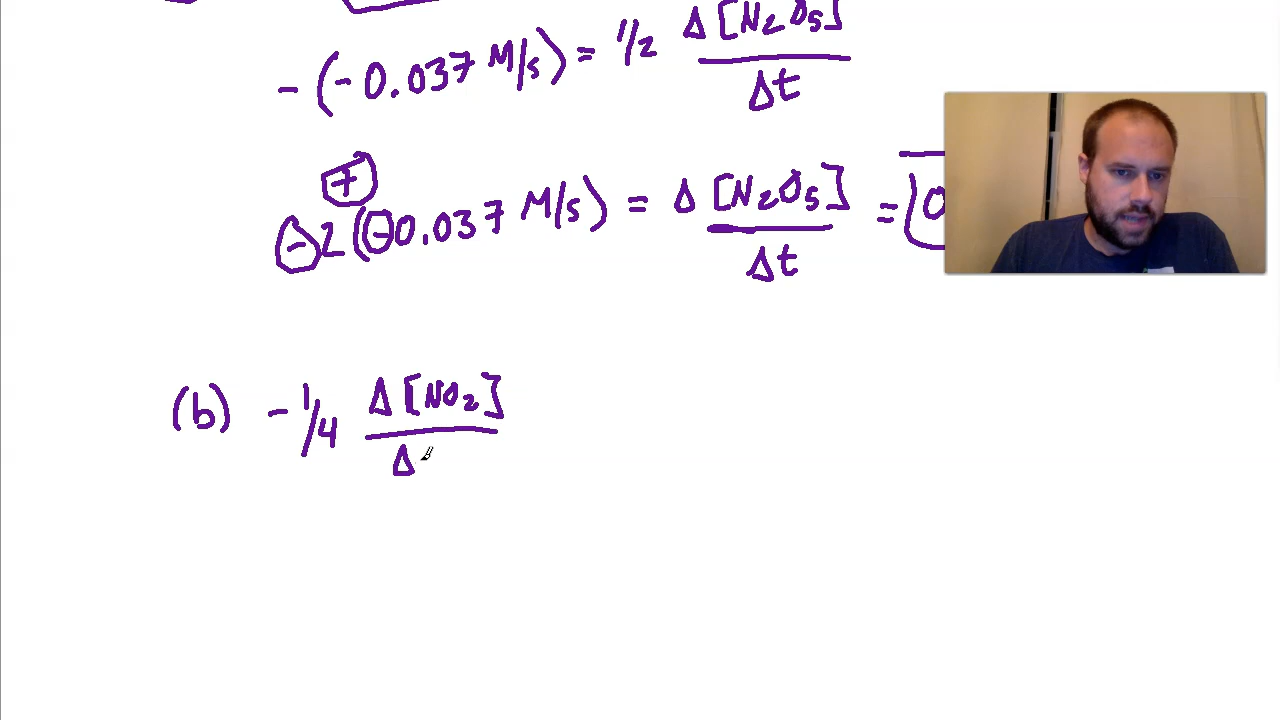 -(-0.037 M/s) = 1/2 Δ[N2O5]
Δt
+
-2(-0.037 M/s) = Δ[N2O5] = 0
Δt
(b) -1/4 Δ[NO2]
Δ